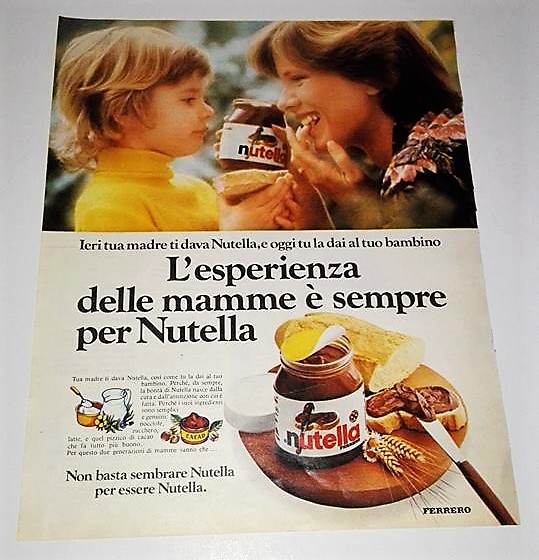 nutella
Ieri tua madre ti dava Nutella, e oggi tu la dai al tuo bambino
L'esperienza
delle mamme è sempre
per Nutella
Tua madre ti dava Nutella, così come tu la dai al tuo
bambino. Perché, da sempre,
la bontà di Nutella nasce dalla
cura e dall'attenzione con cui è
fatta. Perché i suoi ingredienti
sono semplici
e genuini:
nocciole,
zucchero,
latte, e quel pizzico di cacao
che fa tutto più buono.
Per questo due generazioni di mamme sanno che ...
CACAO
Non basta sembrare Nutella
per essere Nutella.
nutella
FERRERO